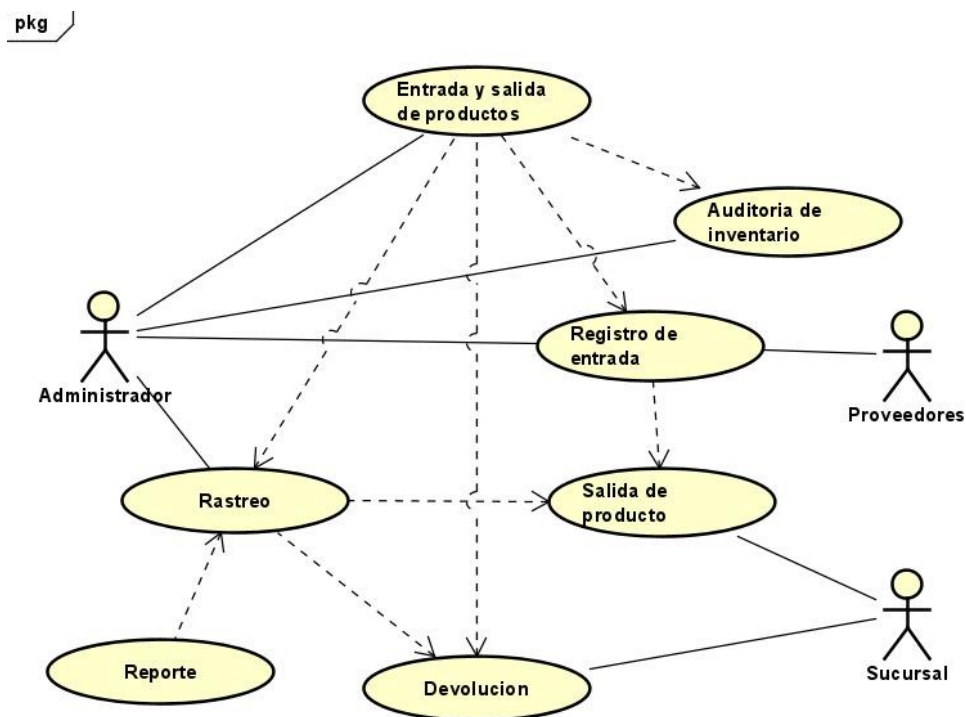 pkg
Entrada y salida
de productos
Auditoria de
inventario
Registro de
entrada
Administrador
Proveedores
Rastreo
Salida de
producto
Reporte
Devolucion
Sucursal